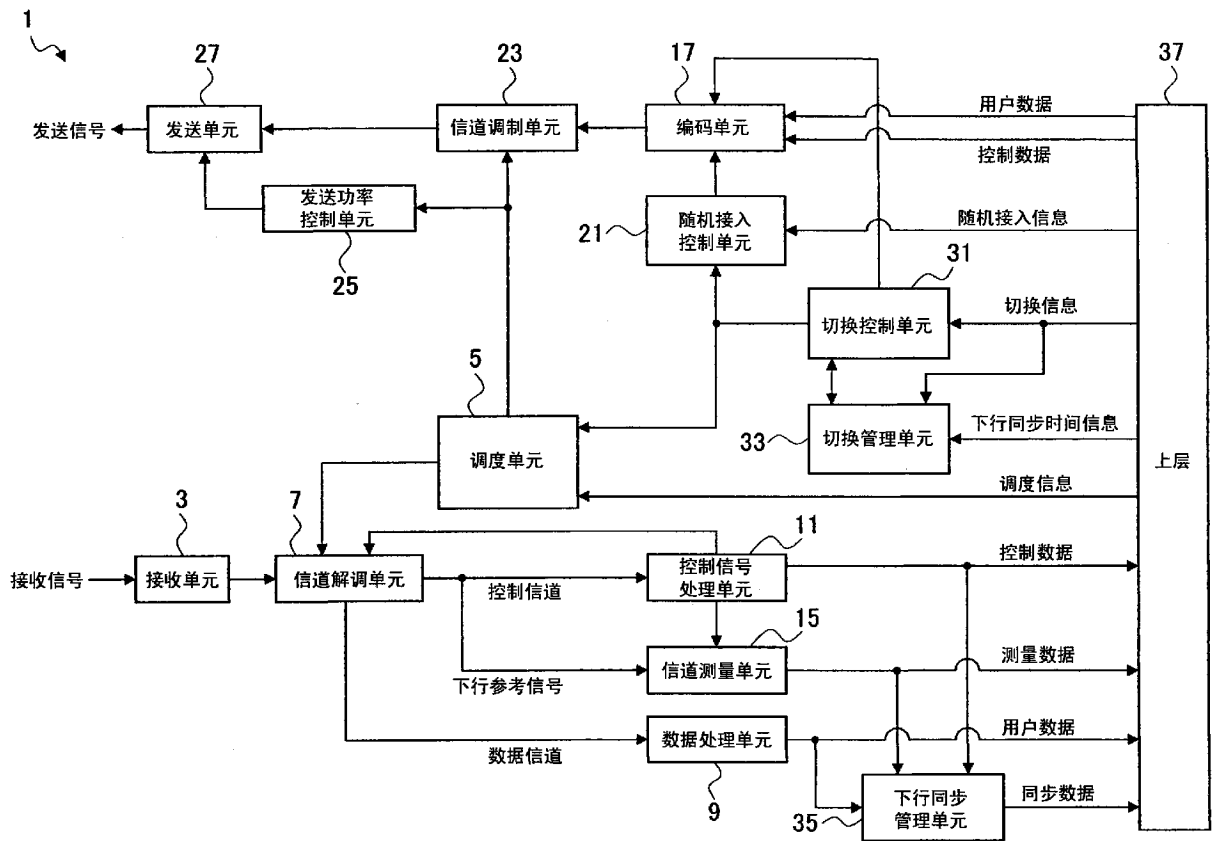 1
27
23
17
37
发送信号
发送单元
信道调制单元
编码单元
用户数据
控制数据
发送功率
控制单元
25
21
随机接入
控制单元
随机接入信息
31
切换控制单元
切换信息
5
调度单元
33
切换管理单元
下行同步时间信息
上层
调度信息
3
7
11
接收信号
接收单元
信道解调单元
控制信道
控制信号
处理单元
控制数据
15
下行参考信号
信道测量单元
测量数据
数据信道
数据处理单元
用户数据
9
35
下行同步
管理单元
同步数据